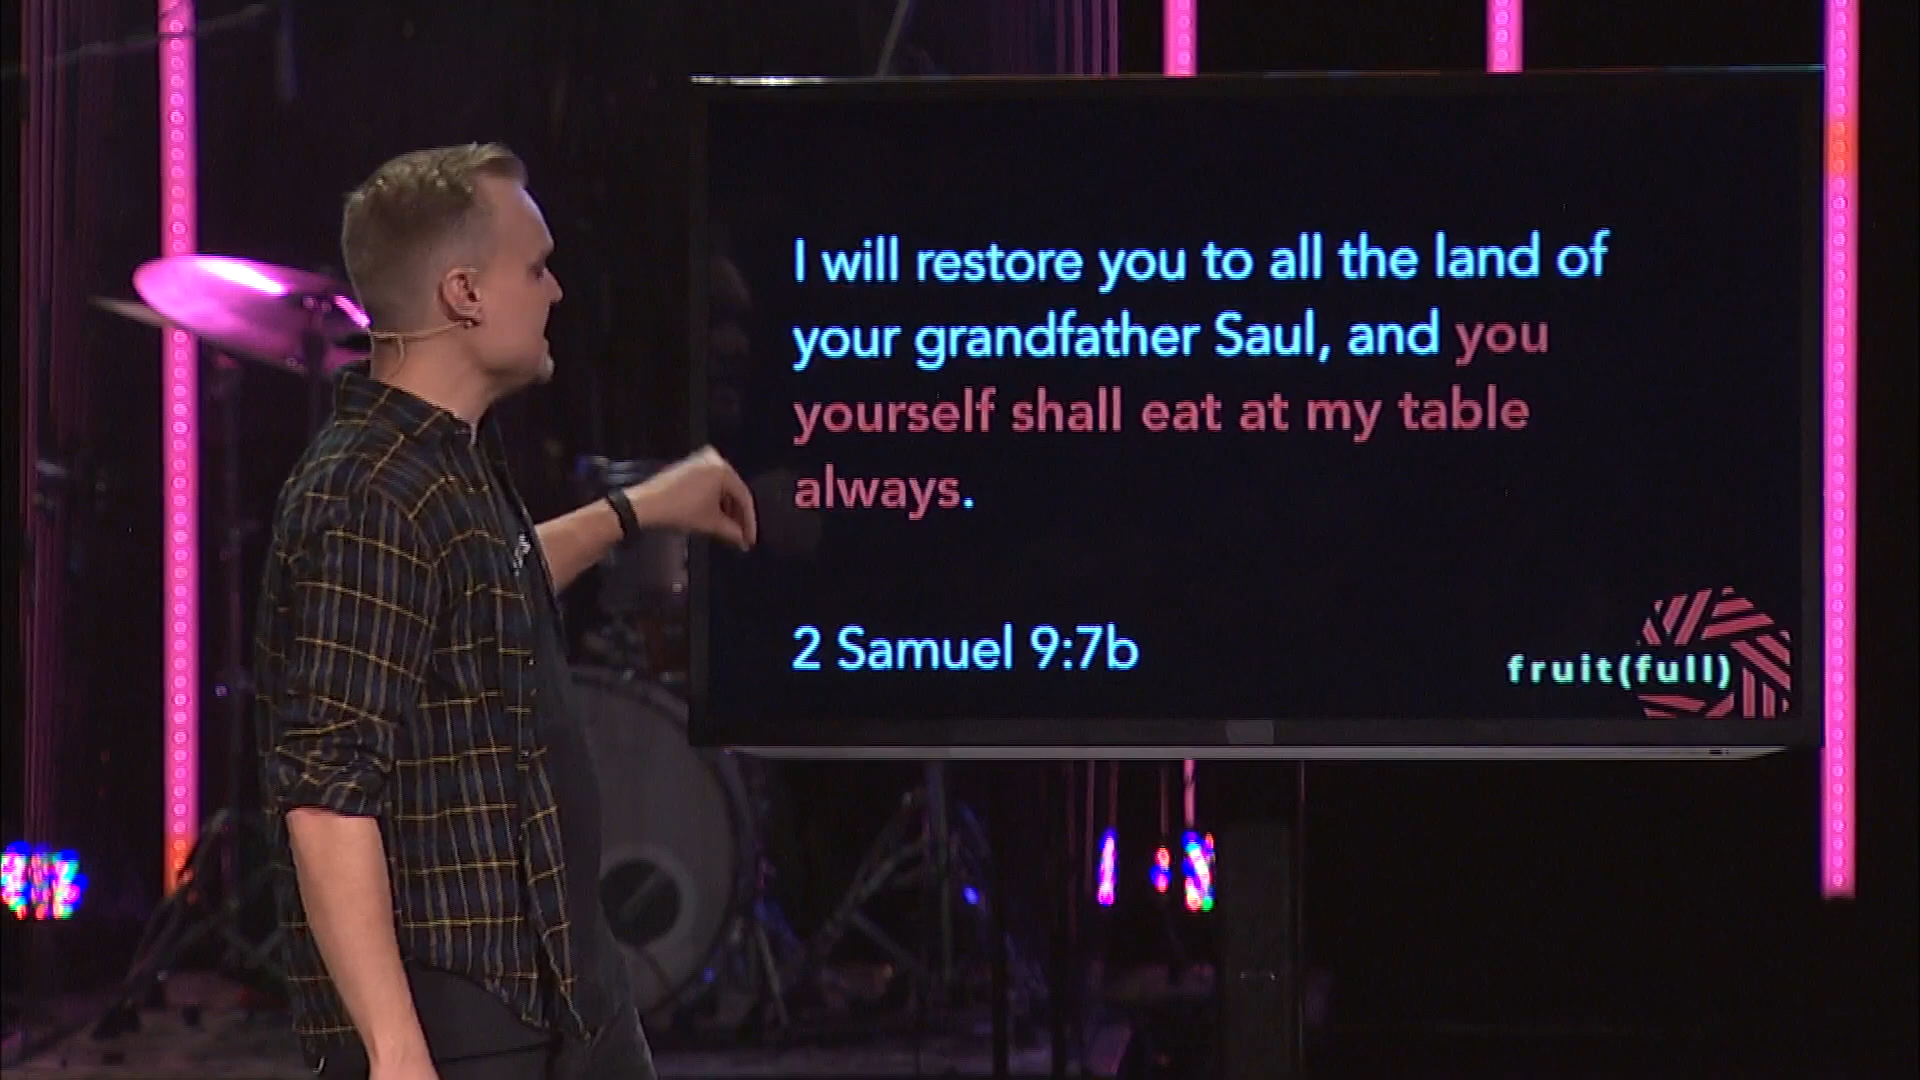 I will restore you to all the land of
your grandfather Saul, and you
yourself shall eat at my table
always.
2 Samuel 9:7b
fruit(full)